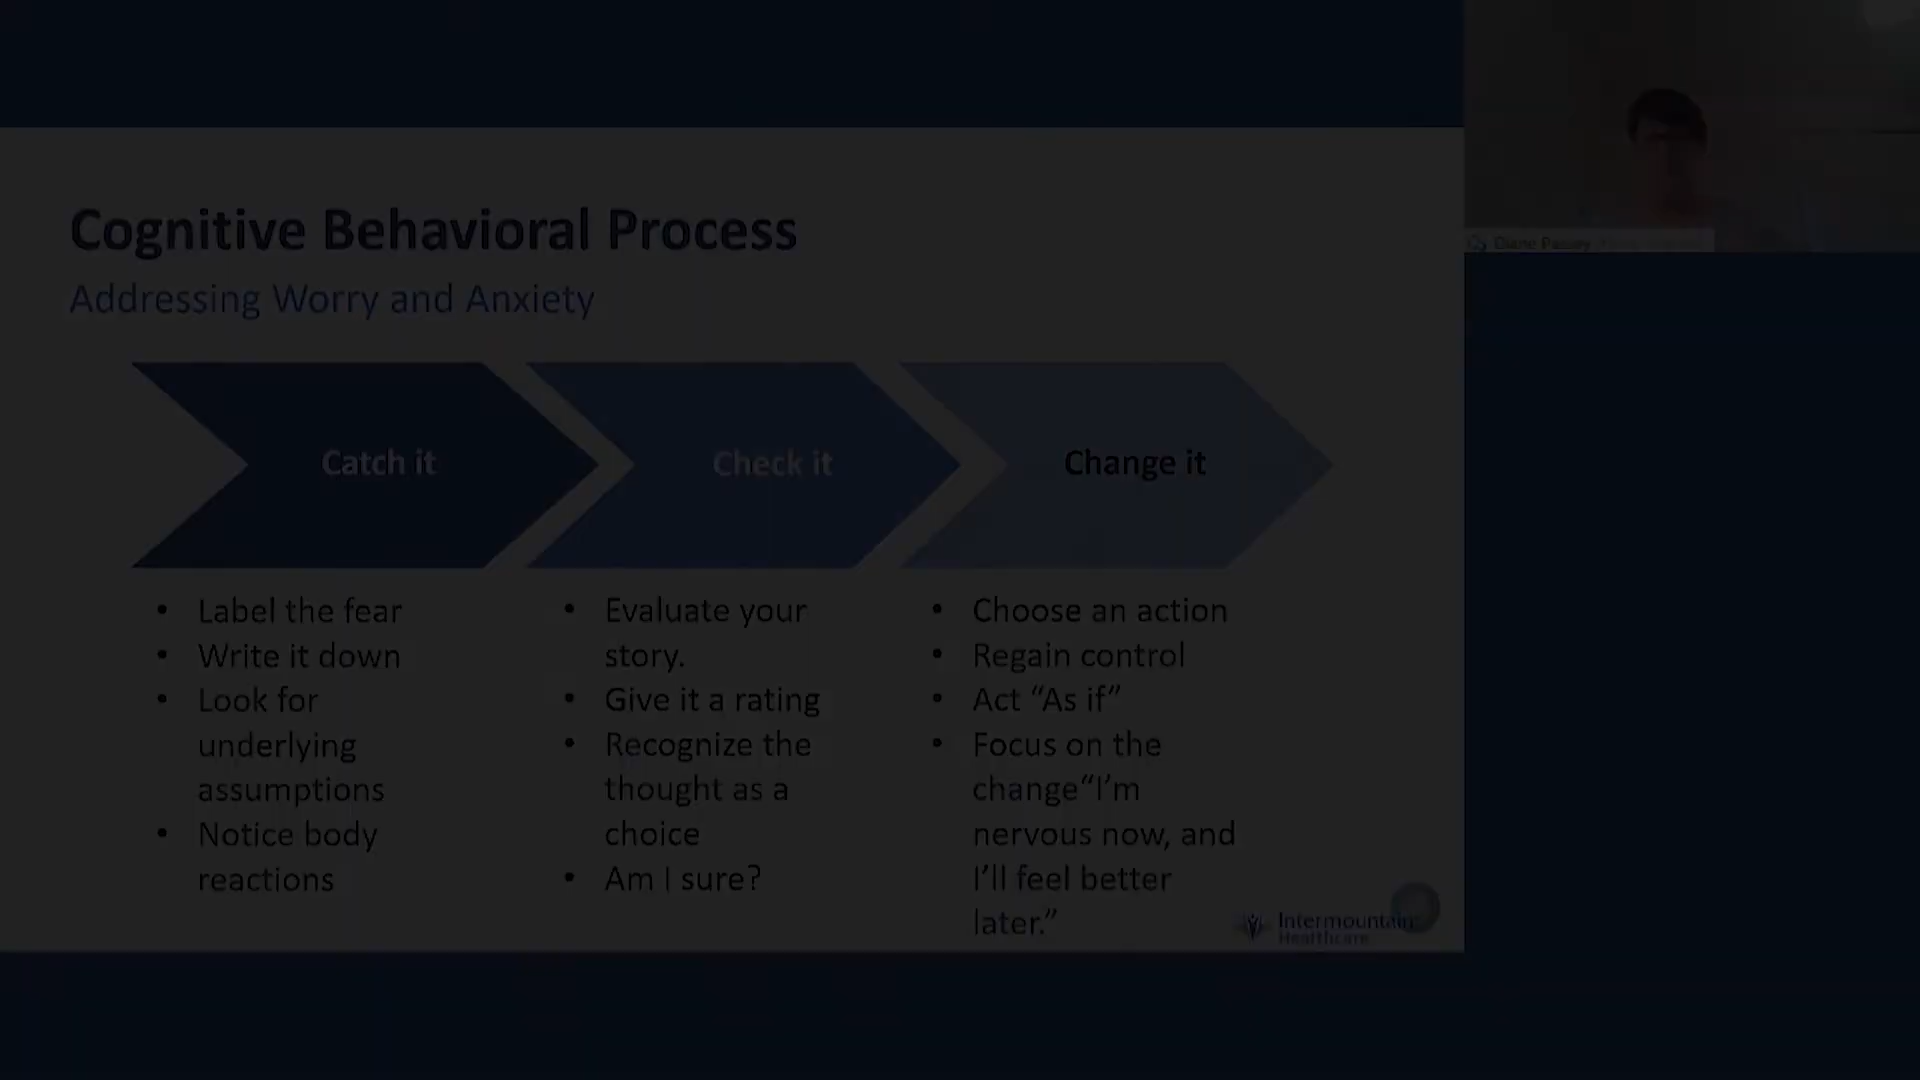 Diane Passey
Cognitive Behavioral Process
Addressing Worry and Anxiety
Catch it
Check it
Change it
• Label the fear
• Write it down
• Look for
underlying
assumptions
• Notice body
reactions
• Evaluate your
story.
• Give it a rating
• Recognize the
thought as a
choice
• Am I sure?
• Choose an action
• Regain control
• Act “As if”
• Focus on the
change“I’m
nervous now, and
I’ll feel better
later.”
Intermountain
Healthcare